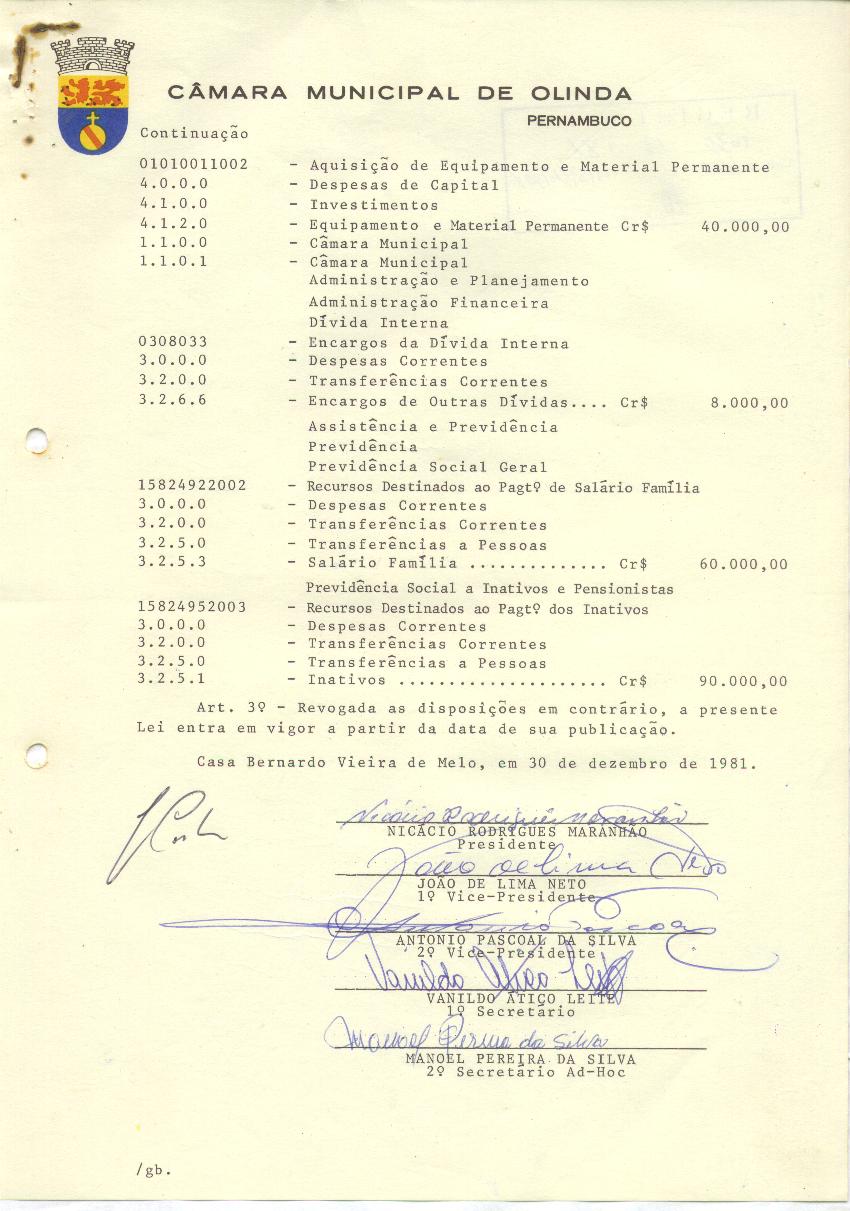 CÂMARA MUNICIPAL DE OLINDA
PERNAMBUCO
Continuação
01010011002 - Aquisição de Equipamento e Material Permanente
4.0.0.0 - Despesas de Capital
4.1.0.0 - Investimentos
4.1.2.0 - Equipamento e Material Permanente Cr$ 40.000,00
1.1.0.0 - Câmara Municipal
1.1.0.1 - Câmara Municipal
Administração e Planejamento
Administração Financeira
Dívida Interna
0308033 - Encargos da Dívida Interna
3.0.0.0 - Despesas Correntes
3.2.0.0 - Transferências Correntes
3.2.6.6 - Encargos de Outras Dívidas.... Cr$ 8.000,00
Assistência e Previdência
Previdência
Previdência Social Geral
15824922002 - Recursos Destinados ao Pagtº de Salário Família
3.0.0.0 - Despesas Correntes
3.2.0.0 - Transferências Correntes
3.2.5.0 - Transferências a Pessoas
3.2.5.3 - Salário Família .............. Cr$ 60.000,00
Previdência Social a Inativos e Pensionistas
15824952003 - Recursos Destinados ao Pagtº dos Inativos
3.0.0.0 - Despesas Correntes
3.2.0.0 - Transferências Correntes
3.2.5.0 - Transferências a Pessoas
3.2.5.1 - Inativos ..................... Cr$ 90.000,00
Art. 3º - Revogada as disposições em contrário, a presente
Lei entra em vigor a partir da data de sua publicação.
Casa Bernardo Vieira de Melo, em 30 de dezembro de 1981.
Nicácio Rodrigues Maranhão
NICÁCIO RODRIGUES MARANHÃO
Presidente
João de Lima Neto
JOÃO DE LIMA NETO
1º Vice-Presidente
Antonio Pascoal
ANTONIO PASCOAL DA SILVA
2º Vice-Presidente
Vanildo Átiço Leite
VANILDO ÁTIÇO LEITE
1º Secretário
Manoel Pereira da Silva
MANOEL PEREIRA DA SILVA
2º Secretário Ad-Hoc
/gb.